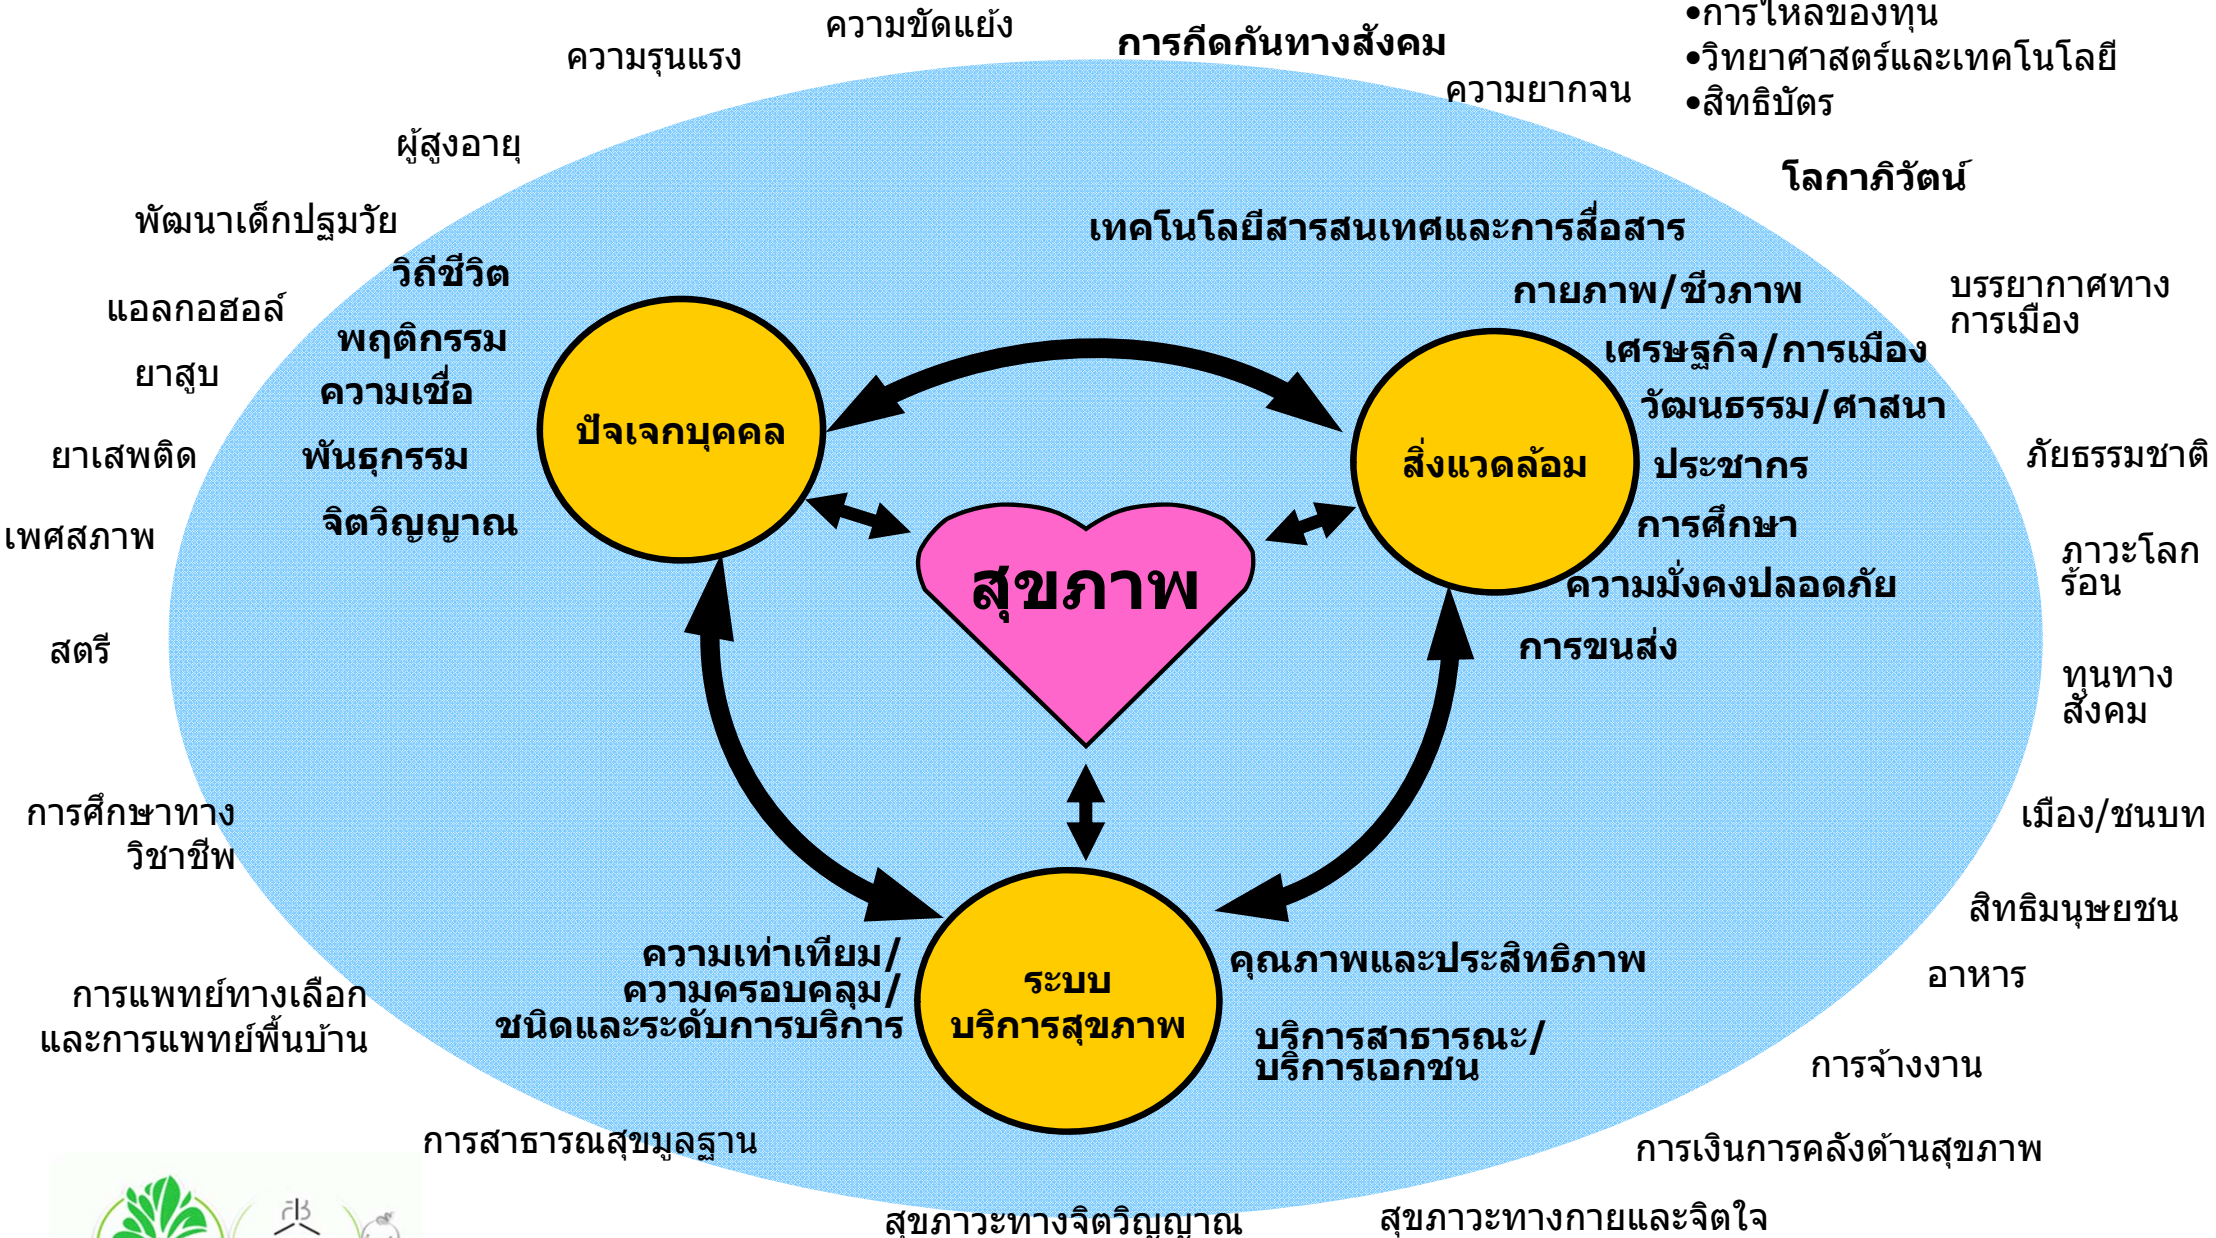 ความขัดแย้ง
ความรุนแรง
การกีดกันทางสังคม
ความยากจน
•การไหลของทุน
•วิทยาศาสตร์และเทคโนโลยี
•สิทธิบัตร
โลกาภิวัตน์
ผู้สูงอายุ
พัฒนาเด็กปฐมวัย
แอลกอฮอล์
ยาสูบ
ยาเสพติด
เพศสภาพ
สตรี
วิถีชีวิต
พฤติกรรม
ความเชื่อ
พันธุกรรม
จิตวิญญาณ
ปัจเจกบุคคล
เทคโนโลยีสารสนเทศและการสื่อสาร
กายภาพ/ชีวภาพ
เศรษฐกิจ/การเมือง
วัฒนธรรม/ศาสนา
ประชากร
การศึกษา
ความมั่งคงปลอดภัย
การขนส่ง
สิ่งแวดล้อม
สุขภาพ
บรรยากาศทาง
การเมือง
ภัยธรรมชาติ
ภาวะโลก
ร้อน
ทุนทาง
สังคม
เมือง/ชนบท
สิทธิมนุษยชน
อาหาร
การจ้างงาน
การเงินการคลังด้านสุขภาพ
การศึกษาทาง
วิชาชีพ
การแพทย์ทางเลือก
และการแพทย์พื้นบ้าน
ความเท่าเทียม/
ความครอบคลุม/
ชนิดและระดับการบริการ
ระบบ
บริการสุขภาพ
คุณภาพและประสิทธิภาพ
บริการสาธารณะ/
บริการเอกชน
การสาธารณสุขมูลฐาน
สุขภาวะทางจิตวิญญาณ
สุขภาวะทางกายและจิตใจ